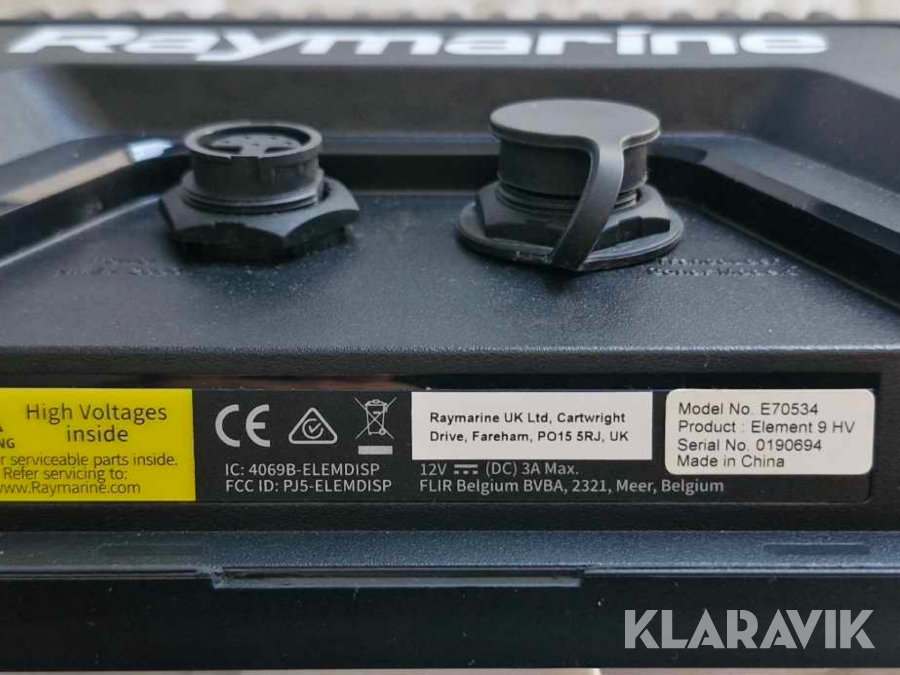 Raymarine
High Voltages
inside
NG
r serviceable parts inside.
Refer servicing to:
www.Raymarine.com
CE
IC: 4069B-ELEMDISP
FCC ID: PJ5-ELEMDISP
Raymarine UK Ltd, Cartwright
Drive, Fareham, PO15 5RJ, UK
12V (DC) 3A Max.
FLIR Belgium BVBA, 2321, Meer, Belgium
Model No. E70534
Product : Element 9 HV
Serial No. 0190694
Made in China
KLARAVIK